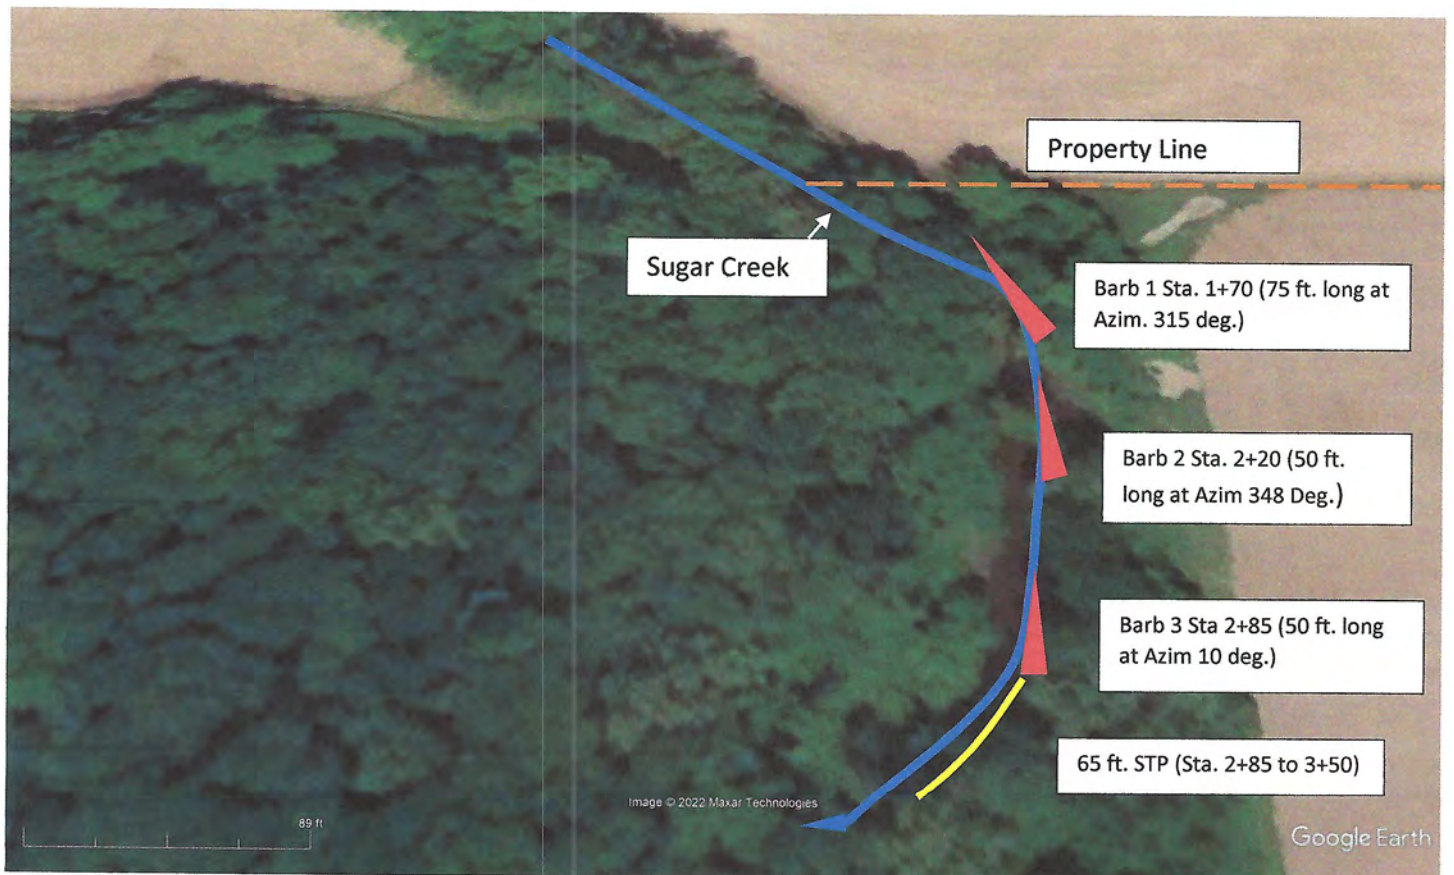 Property Line
Sugar Creek
Barb 1 Sta. 1+70 (75 ft. long at
Azim. 315 deg.)
Barb 2 Sta. 2+20 (50 ft.
long at Azim 348 Deg.)
Barb 3 Sta 2+85 (50 ft. long
at Azim 10 deg.)
65 ft. STP (Sta. 2+85 to 3+50)
Image © 2022 Maxar Technologies
89 ft
Google Earth